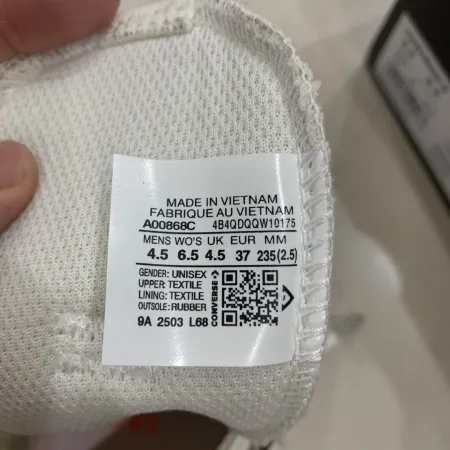 MADE IN VIETNAM
FABRIQUE AU VIETNAM
A00868C 4B4QDQQW10175
MENS WO'S UK EUR MM
4.5 6.5 4.5 37 235(2.5)
GENDER: UNISEX
UPPER: TEXTILE
LINING: TEXTILE
OUTSOLE: RUBBER
CONVERSE
9A 2503 L68